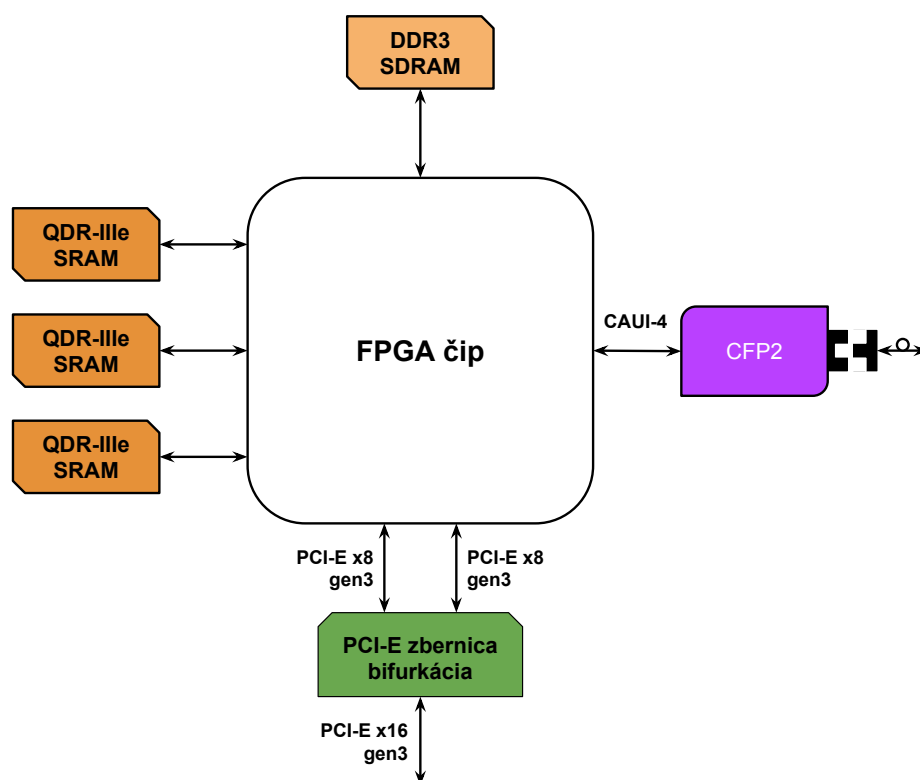 DDR3
SDRAM
QDR-IIIe
SRAM
QDR-IIIe
SRAM
QDR-IIIe
SRAM
FPGA čip
CAUI-4
CFP2
PCI-E x8
gen3
PCI-E x8
gen3
PCI-E zbernica
bifurkácia
PCI-E x16
gen3